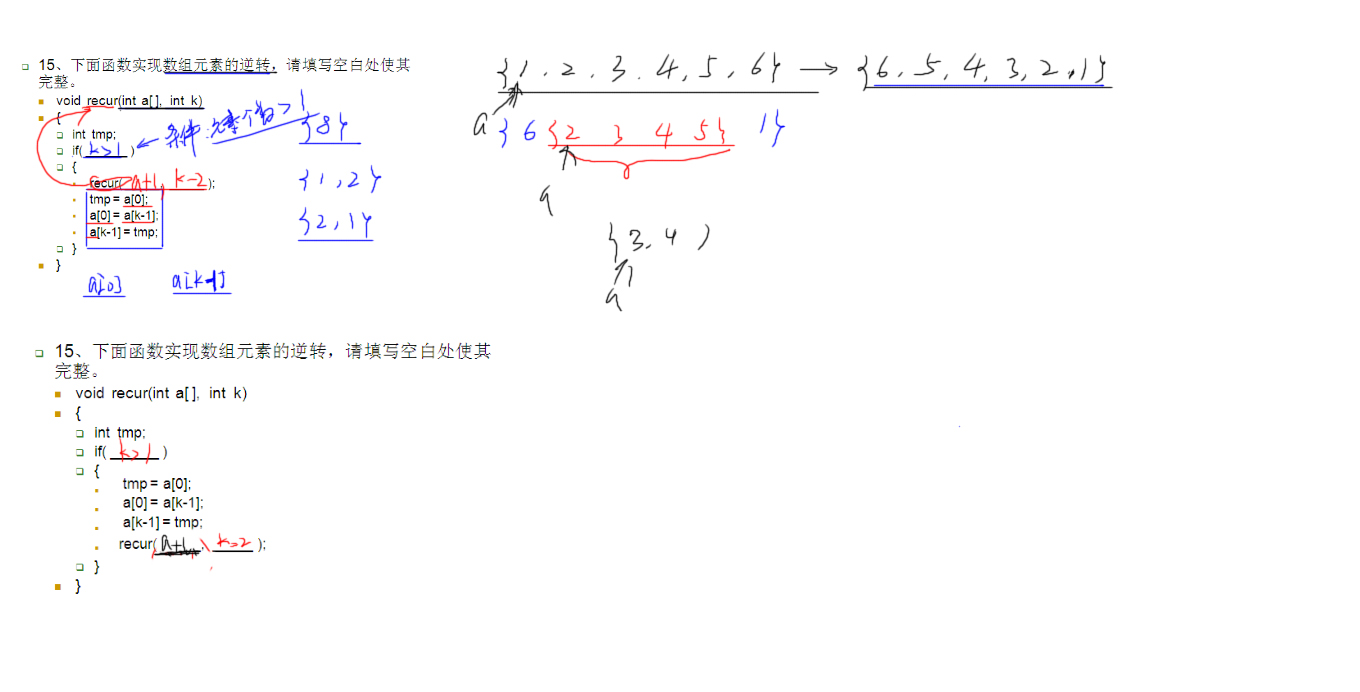 15、下面函数实现数组元素的逆转，请填写空白处使其
完整。
void recur(int a[], int k)
{
int tmp;
if( k>1 )
条件:元素个数>1
{
recur( a+1, k-2);
tmp = a[0];
a[0] = a[k-1];
a[k-1] = tmp;
}
}
a[0] a[k-1]
{8}
{1,2}
{2,1}
{1.2.3.4,5,6} → {6.5,4,3,2,1}
a
{6{2 3 4 5} 1}
a
{3.4)
a
15、下面函数实现数组元素的逆转，请填写空白处使其
完整。
void recur(int a[], int k)
{
int tmp;
if( k>1 )
{
tmp = a[0];
a[0] = a[k-1];
a[k-1] = tmp;
recur( a+1, k-2 );
}
}